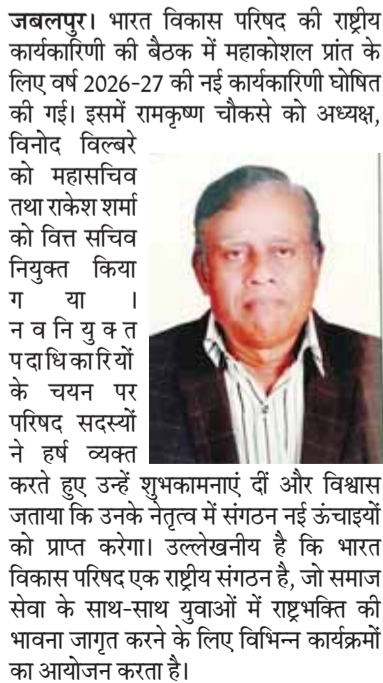 जबलपुर। भारत विकास परिषद की राष्ट्रीय
कार्यकारिणी की बैठक में महाकोशल प्रांत के
लिए वर्ष 2026-27 की नई कार्यकारिणी घोषित
की गई। इसमें रामकृष्ण चौकसे को अध्यक्ष,
विनोद विल्बरे
को महासचिव
तथा राकेश शर्मा
को वित्त सचिव
नियुक्त किया
ग या ।
नवनियुक्त
पदाधिकारियों
के चयन पर
परिषद सदस्यों
ने हर्ष व्यक्त
करते हुए उन्हें शुभकामनाएं दीं और विश्वास
जताया कि उनके नेतृत्व में संगठन नई ऊंचाइयों
को प्राप्त करेगा। उल्लेखनीय है कि भारत
विकास परिषद एक राष्ट्रीय संगठन है, जो समाज
सेवा के साथ-साथ युवाओं में राष्ट्रभक्ति की
भावना जागृत करने के लिए विभिन्न कार्यक्रमों
का आयोजन करता है।